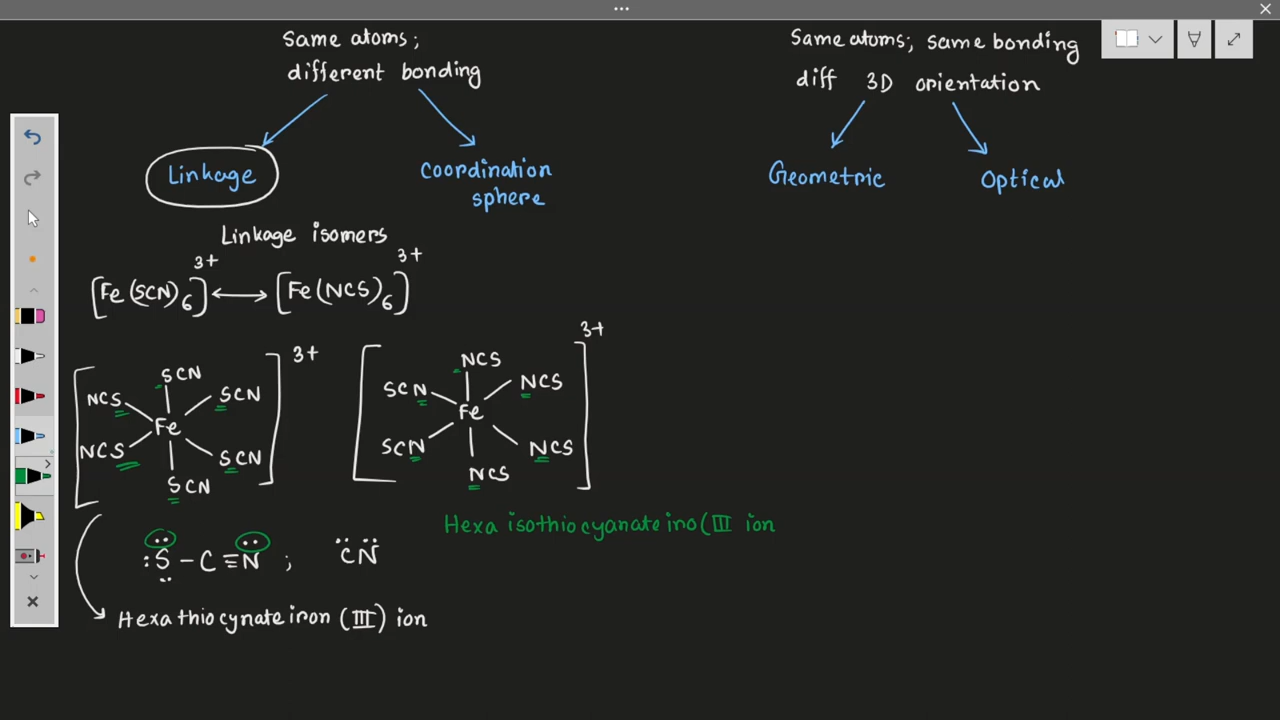 Same atoms;
different bonding
Linkage
Coordination
sphere
Same atoms; same bonding
diff 3D orientation
Geometric
Optical
Linkage isomers
[Fe(SCN)6]3+ ↔ [Fe(NCS)6]3+
3+
SCN
NCS
SCN
Fe
NCS
SCN
SCN
3+
NCS
SCN
NCS
Fe
SCN
NCS
NCS
Hexa isothiocyanate iro(III ion
:S̈-C≡N̈ ; C̈N̈
Hexa thiocynate iron (III) ion